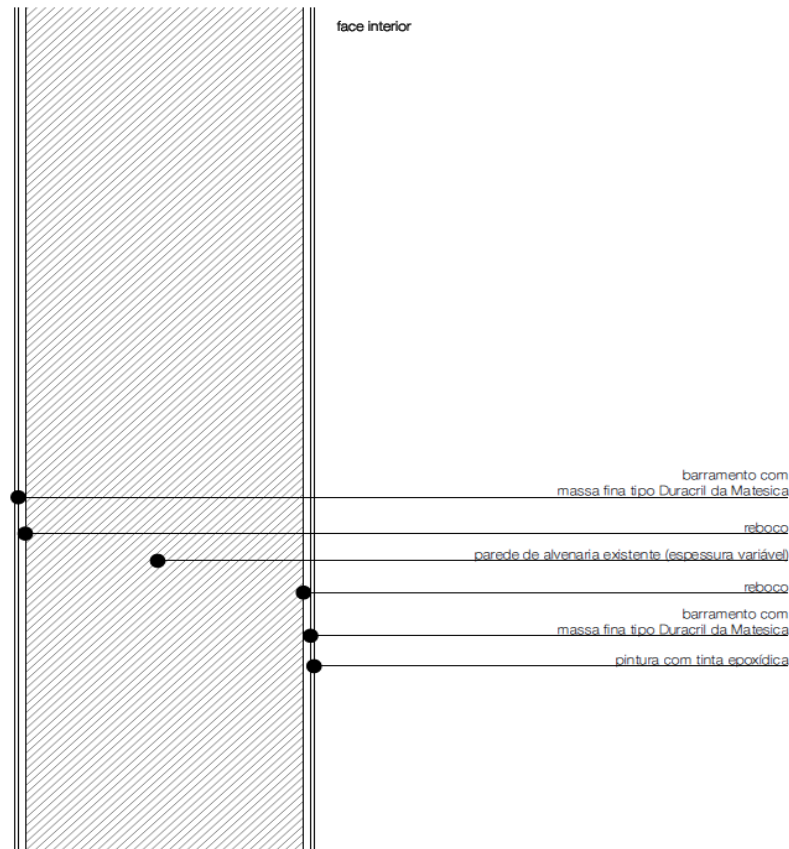 face interior
barramento com
massa fina tipo Duracril da Matesica
reboco
parede de alvenaria existente (espessura variável)
reboco
barramento com
massa fina tipo Duracril da Matesica
pintura com tinta epoxídica